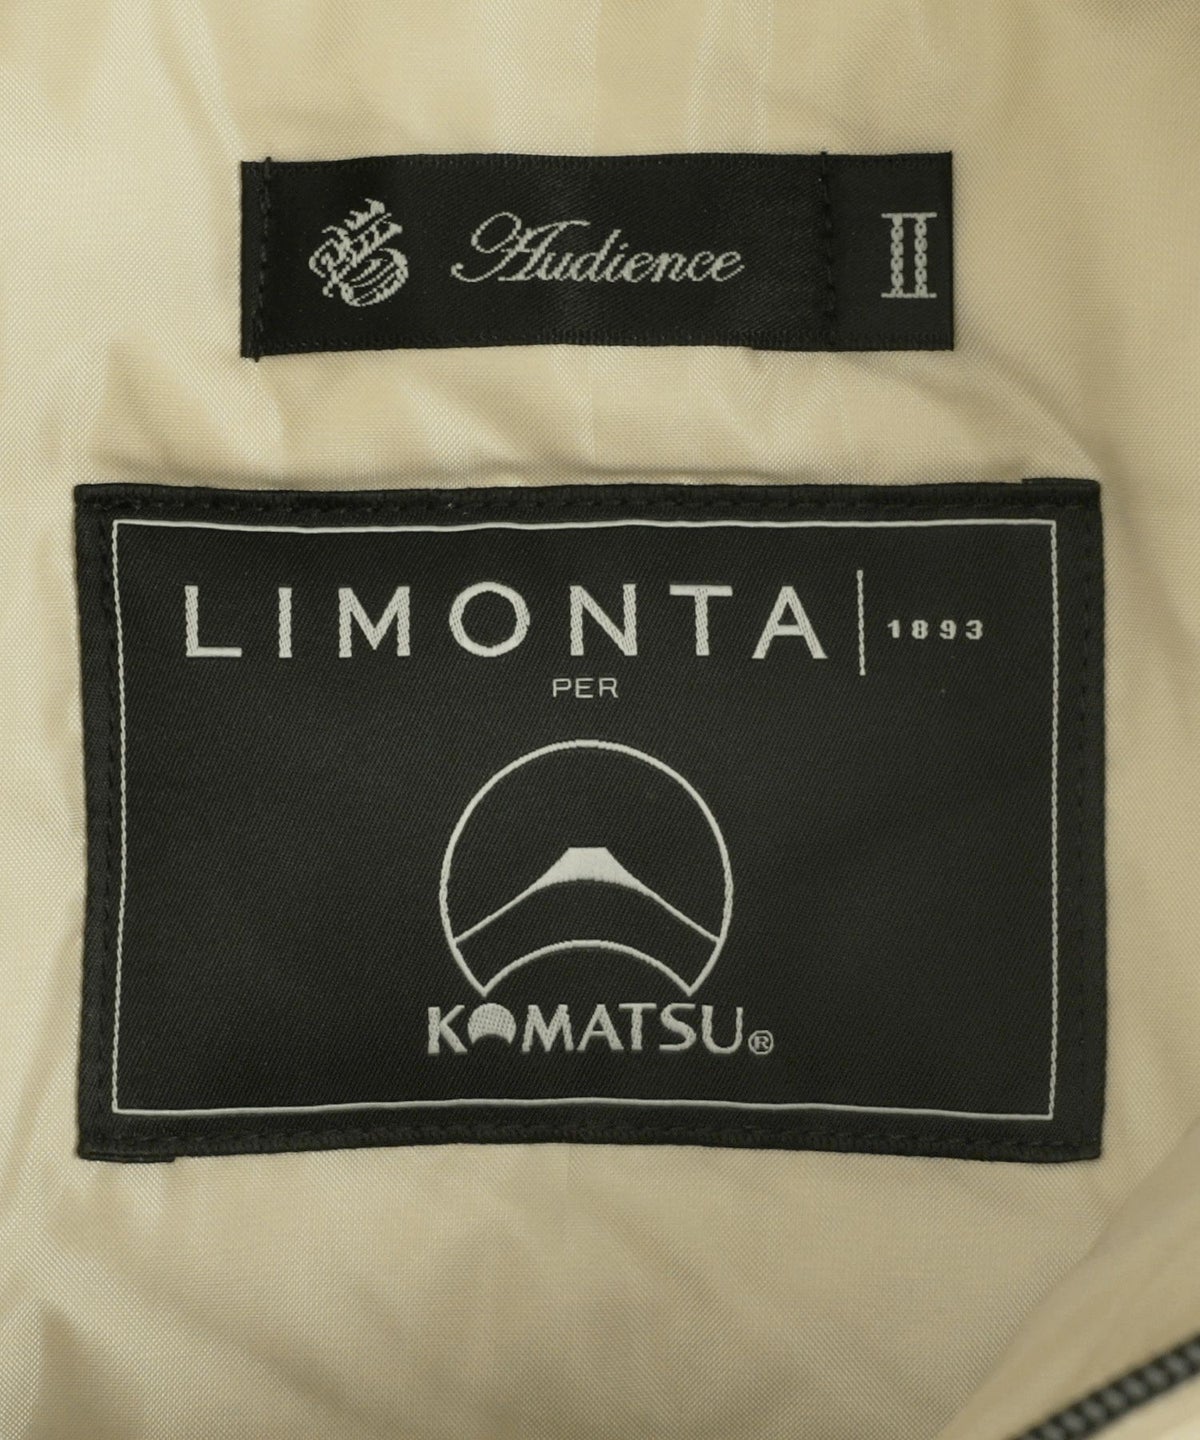 Audience II
LIMONTA 1893
PER
KOMATSU®